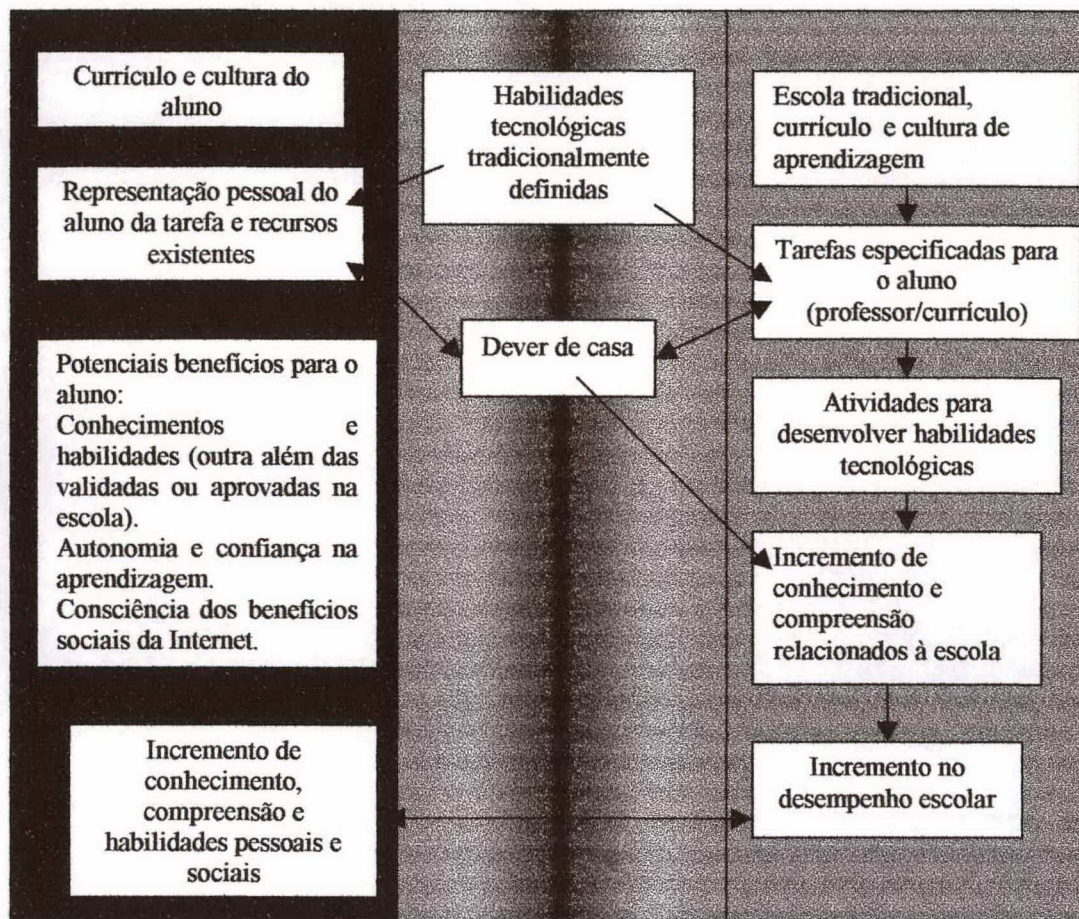 Currículo e cultura do
aluno
Representação pessoal do
aluno da tarefa e recursos
existentes
Potenciais benefícios para o
aluno:
Conhecimentos e
habilidades (outra além das
validadas ou aprovadas na
escola).
Autonomia e confiança na
aprendizagem.
Consciência dos benefícios
sociais da Internet.
Incremento de
conhecimento,
compreensão e
habilidades pessoais e
sociais
Habilidades
tecnológicas
tradicionalmente
definidas
Dever de casa
Escola tradicional,
currículo e cultura de
aprendizagem
Tarefas especificadas para
o aluno
(professor/currículo)
Atividades para
desenvolver habilidades
tecnológicas
Incremento de
conhecimento e
compreensão
relacionados à escola
Incremento no
desempenho escolar